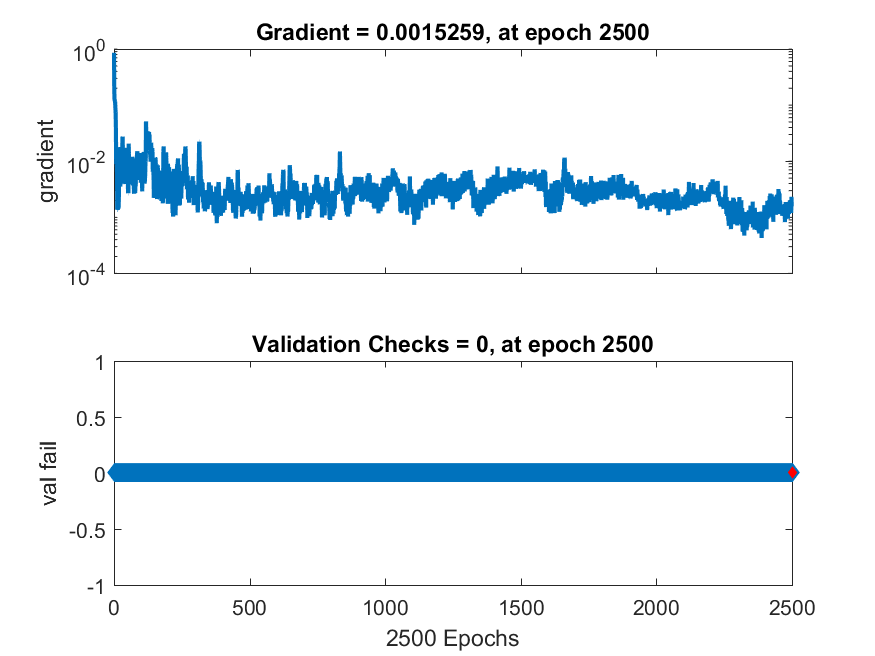 Gradient = 0.0015259, at epoch 2500
10^0
10^-2
10^-4
gradient
Validation Checks = 0, at epoch 2500
1
0.5
0
-0.5
-1
val fail
0 500 1000 1500 2000 2500
2500 Epochs